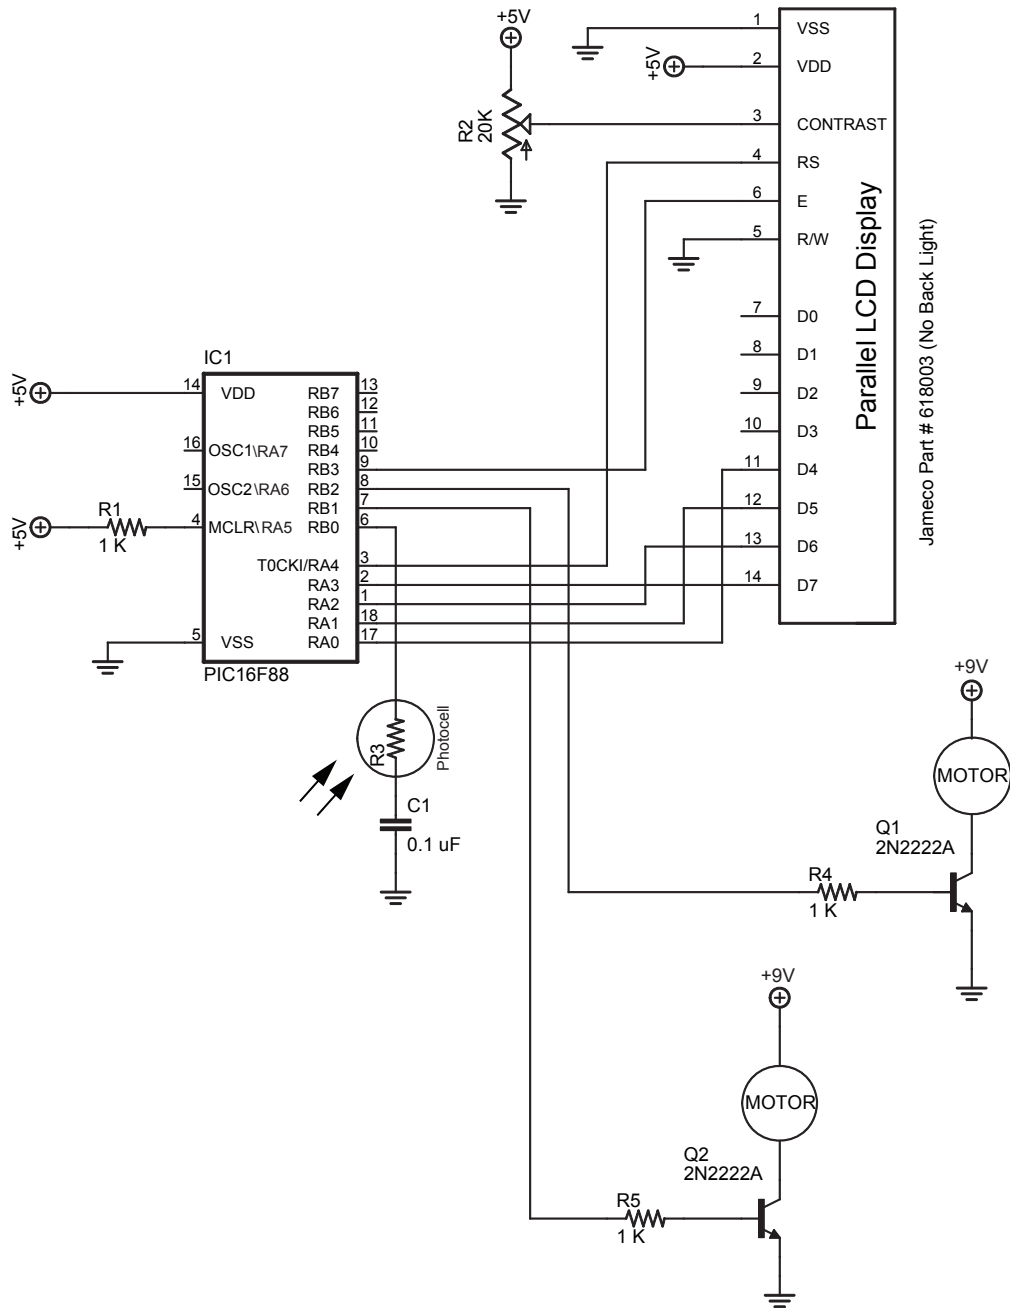 +5V
R2
20K
+5V
1
VSS
2
VDD
3
CONTRAST
4
RS
6
E
5
R/W
7
D0
8
D1
9
D2
10
D3
11
D4
12
D5
13
D6
14
D7
Parallel LCD Display
Jameco Part # 618003 (No Back Light)
IC1
+5V
14
VDD
16
OSC1\RA7
15
OSC2\RA6
+5V
R1
1 K
4
MCLR\RA5
5
VSS
RB7
13
RB6
12
RB5
11
RB4
10
RB3
9
RB2
8
RB1
7
RB0
6
T0CKI/RA4
3
RA3
2
RA2
1
RA1
18
RA0
17
PIC16F88
R3
Photocell
C1
0.1 uF
+9V
MOTOR
Q1
2N2222A
R4
1 K
+9V
MOTOR
Q2
2N2222A
R5
1 K